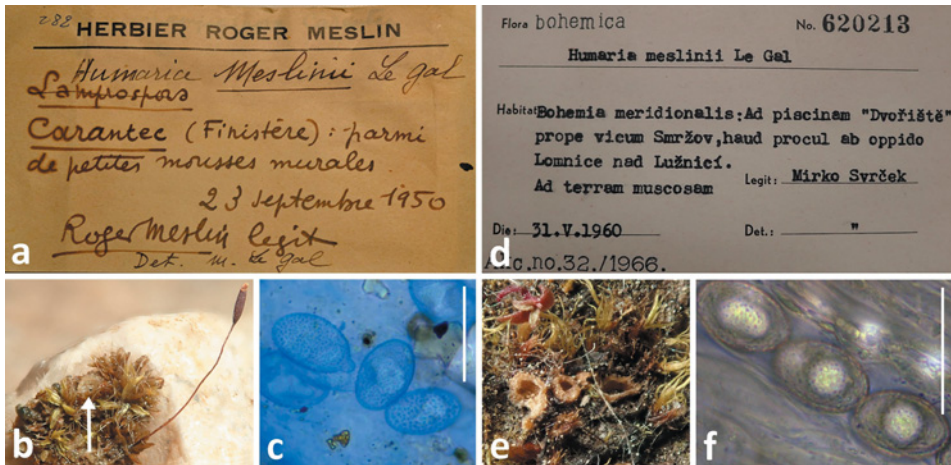 282 HERBIER ROGER MESLIN
Humaria Meslinii Le Gal
Lamprospora
Carantec (Finistère): parmi
de petites mousses murales
23 septembre 1950
Roger Meslin legit
Det. M. Le Gal
a
Flora bohemica No. 620213
Humaria meslinii Le Gal
Habitat Bohemia meridionalis: Ad piscinam "Dvořiště"
prope vicum Smržov, haud procul ab oppido
Lomnice nad Lužnicí.
Ad terram muscosam Legit: Mirko Svrček
Die: 31.V.1960 Det.: "
.no.32./1966.
d
b
c
e
f